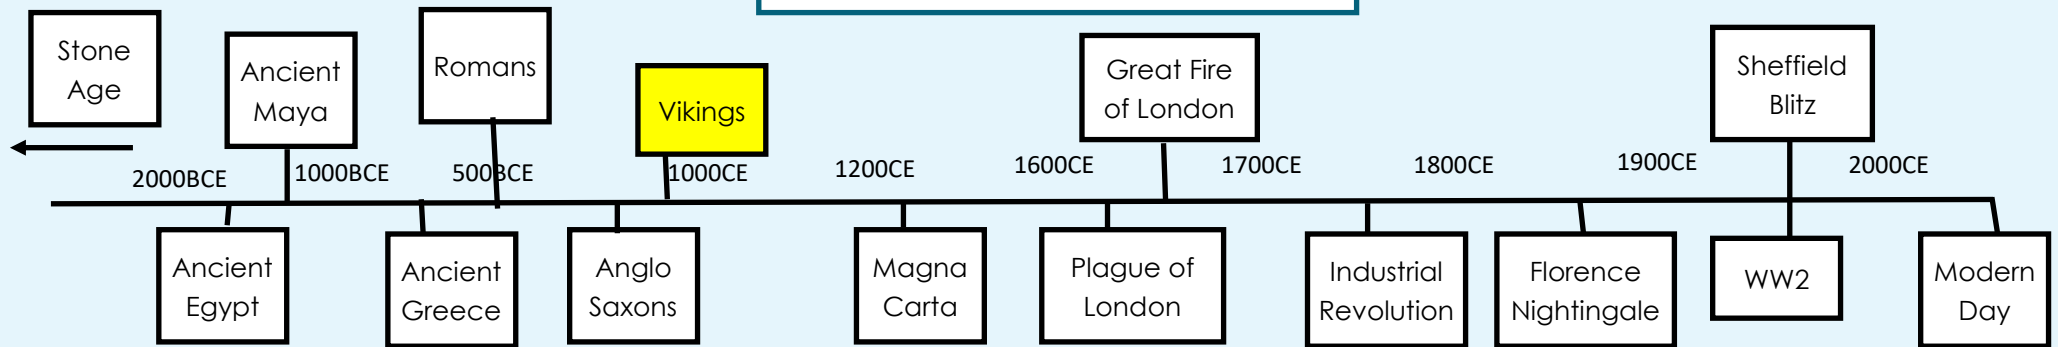 Stone
Age
Ancient
Maya
Romans
Vikings
Great Fire
of London
Sheffield
Blitz
2000BCE
1000BCE
500BCE
1000CE
1200CE
1600CE
1700CE
1800CE
1900CE
2000CE
Ancient
Egypt
Ancient
Greece
Anglo
Saxons
Magna
Carta
Plague of
London
Industrial
Revolution
Florence
Nightingale
WW2
Modern
Day